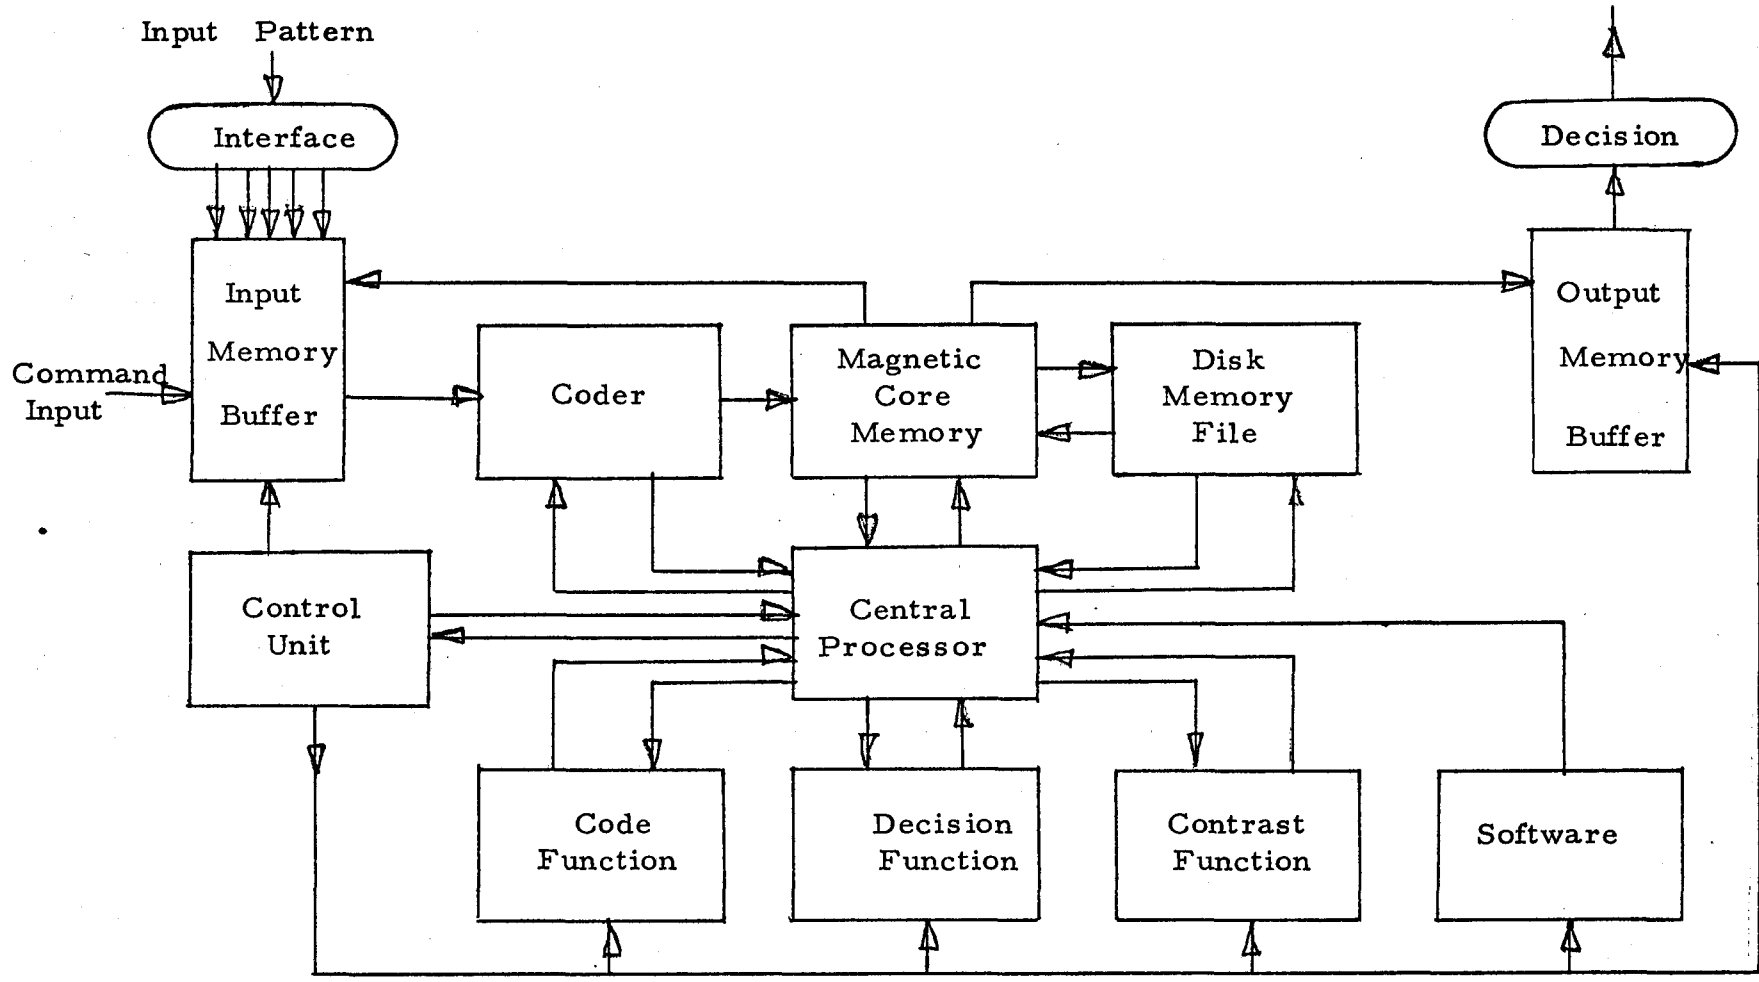 Input Pattern
Interface
Decision
Input
Memory
Buffer
Command
Input
Coder
Magnetic
Core
Memory
Disk
Memory
File
Output
Memory
Buffer
Control
Unit
Central
Processor
Code
Function
Decision
Function
Contrast
Function
Software